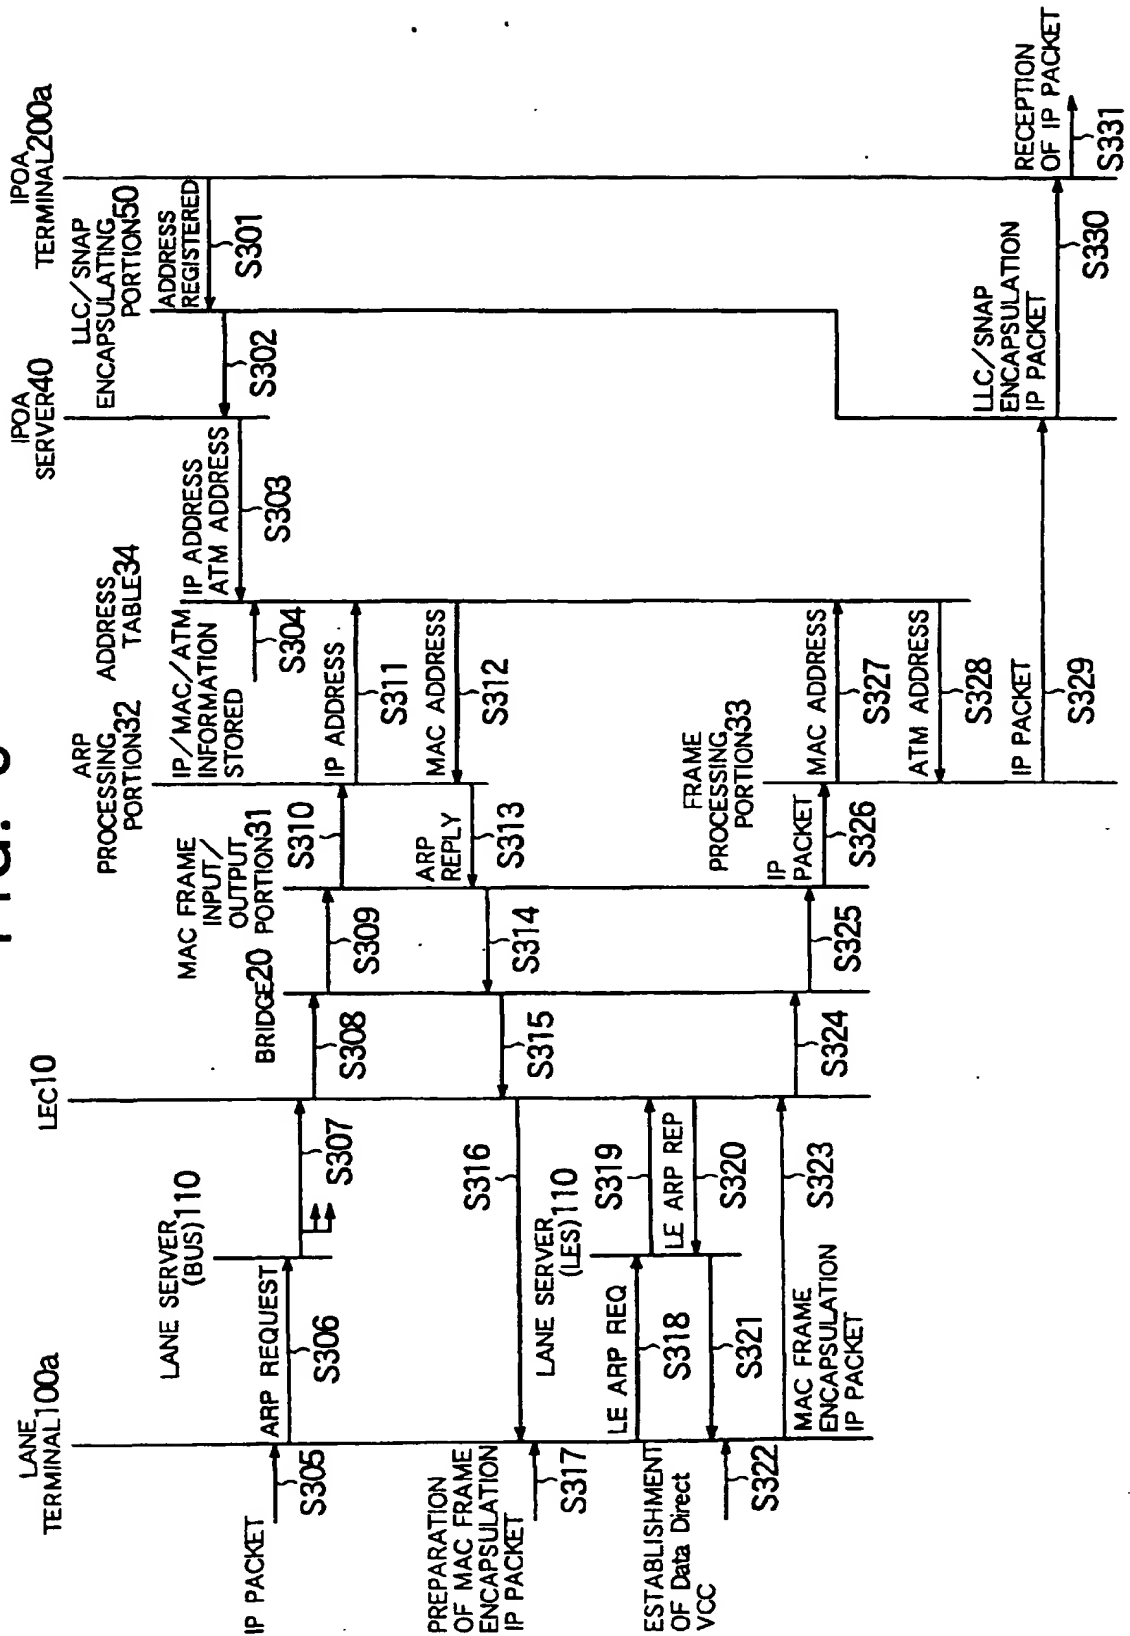 FIG.
LANE
TERMINAL100a
LANE SERVER
(BUS)110
LEC10
BRIDGE20
MAC FRAME
INPUT/
OUTPUT
PORTION31
ARP
PROCESSING
PORTION32
ADDRESS
TABLE34
IPOA
SERVER40
LLC/SNAP
ENCAPSULATING
PORTION50
IPOA
TERMINAL200a
ADDRESS
REGISTERED
S301
S302
IP ADDRESS
ATM ADDRESS
S303
IP/MAC/ATM
INFORMATION
STORED
S304
IP PACKET
S305
ARP REQUEST
S306
S307
S308
S309
S310
IP ADDRESS
S311
MAC ADDRESS
S312
ARP
REPLY
S313
S314
S315
S316
PREPARATION
OF MAC FRAME
ENCAPSULATION
IP PACKET
S317
LANE SERVER
(LES)110
LE ARP REQ
S318
S319
LE ARP REP
S320
S321
ESTABLISHMENT
OF Data Direct
VCC
S322
MAC FRAME
ENCAPSULATION
IP PACKET
S323
S324
S325
FRAME
PROCESSING
PORTION33
IP
PACKET
S326
MAC ADDRESS
S327
ATM ADDRESS
S328
IP PACKET
S329
LLC/SNAP
ENCAPSULATION
IP PACKET
S330
RECEPTION
OF IP PACKET
S331